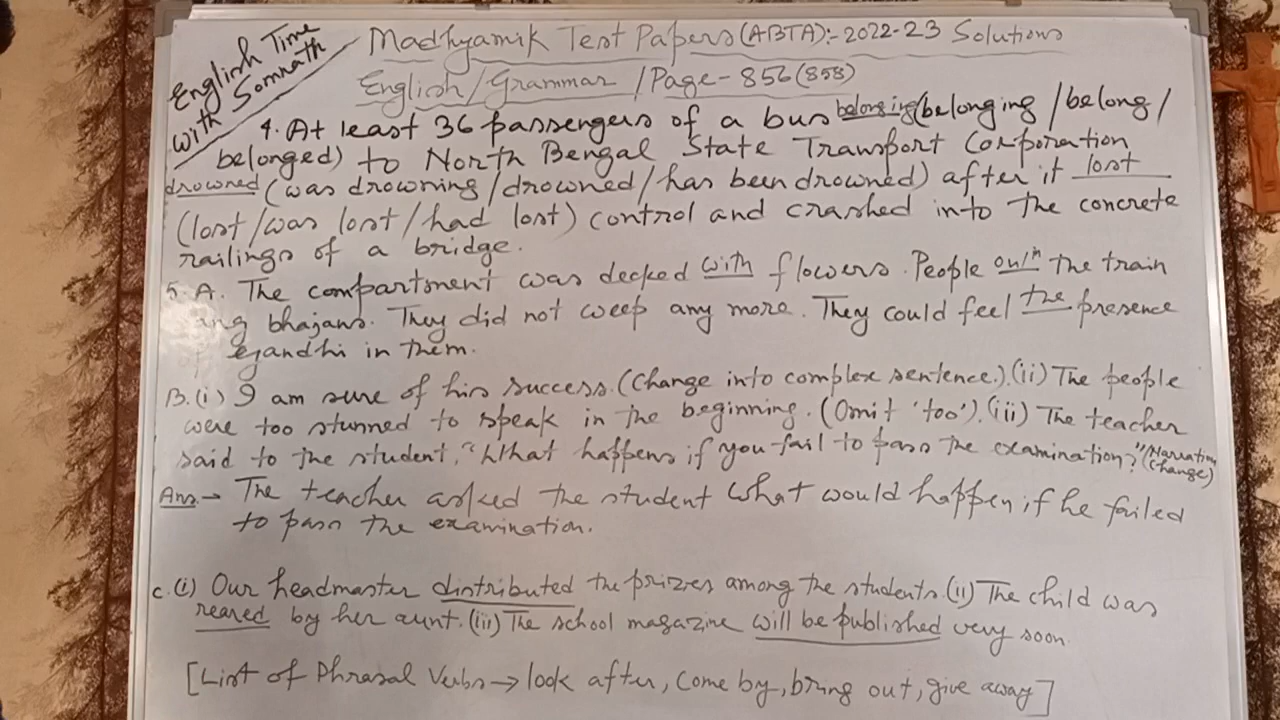 English Time
with Somnath
Madhyamik Test Papers (ABTA):- 2022-23 Solutions
English/Grammar /Page-856(858)
4. At least 36 passengers of a bus belonging (belonging /belong/
belonged) to North Bengal State Transport Corporation
drowned (was drowning/drowned/has been drowned) after it lost
(lost/was lost/had lost) control and crashed into the concrete
railings of a bridge.
5. A. The compartment was decked with flowers. People on/in the train
ang bhajans. They did not weep any more. They could feel the presence
Gandhi in them.
B. (i) I am sure of his success. (Change into complex sentence.) (ii) The people
were too stunned to speak in the beginning. (Omit 'too'). (iii) The teacher
said to the student, "What happens if you fail to pass the examination?" (Narration
Change)
Ans.→ The teacher asked the student what would happen if he failed
to pass the examination.
C. (i) Our headmaster distributed the prizes among the students. (ii) The child was
reared by her aunt. (iii) The school magazine will be published very soon.
[List of Phrasal Verbs → look after, come by, bring out, give away]